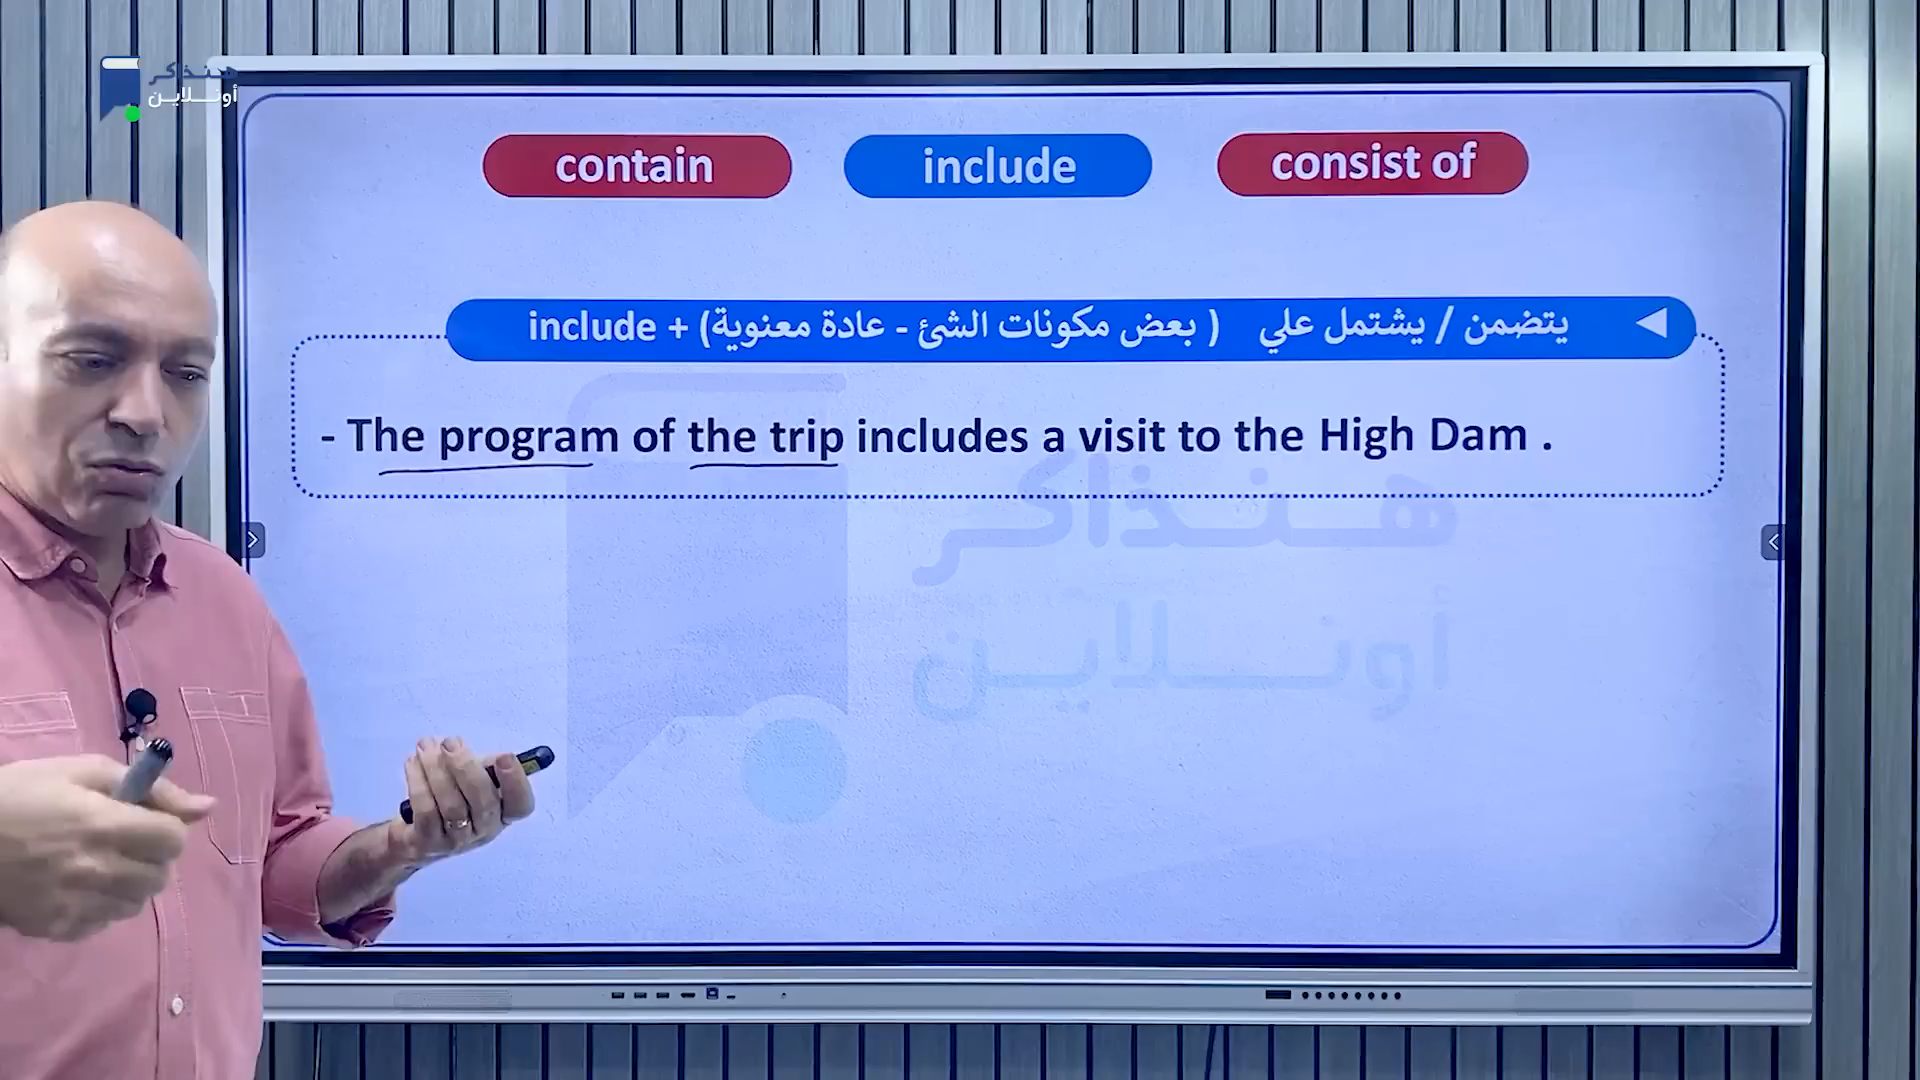 هنذاكر
أونلاين
contain include consist of
include + (بعض مكونات الشئ - عادة معنوية ) يتضمن / يشتمل علي
- The program of the trip includes a visit to the High Dam .
هنذاكر
أونلاين